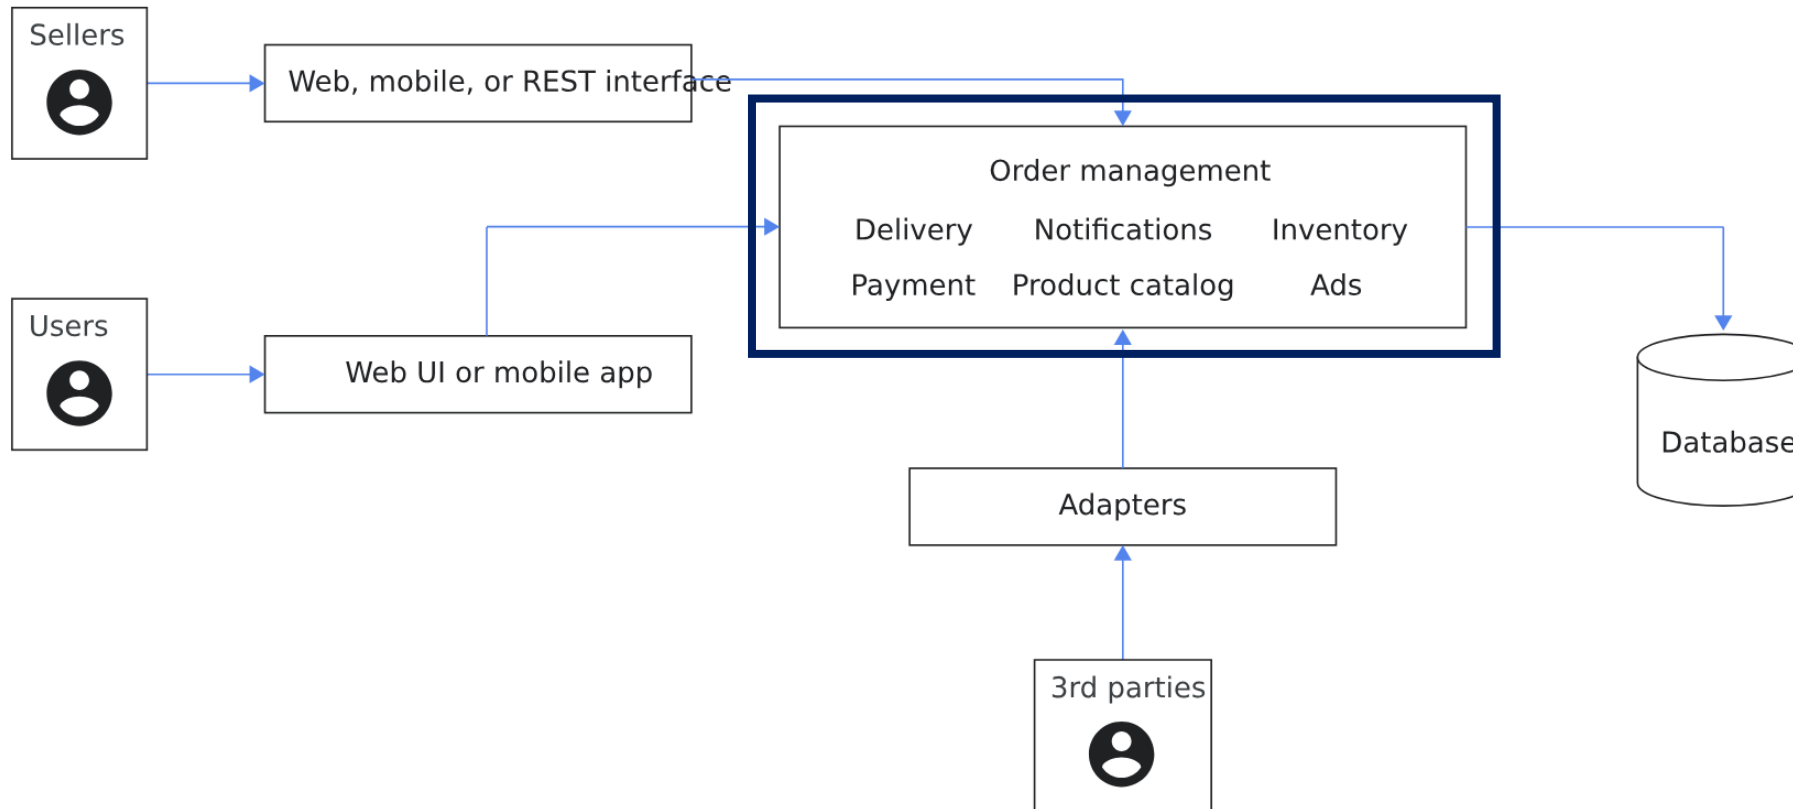 Sellers
Web, mobile, or REST interface
Order management
Delivery Notifications Inventory
Payment Product catalog Ads
Users
Web UI or mobile app
Database
Adapters
3rd parties